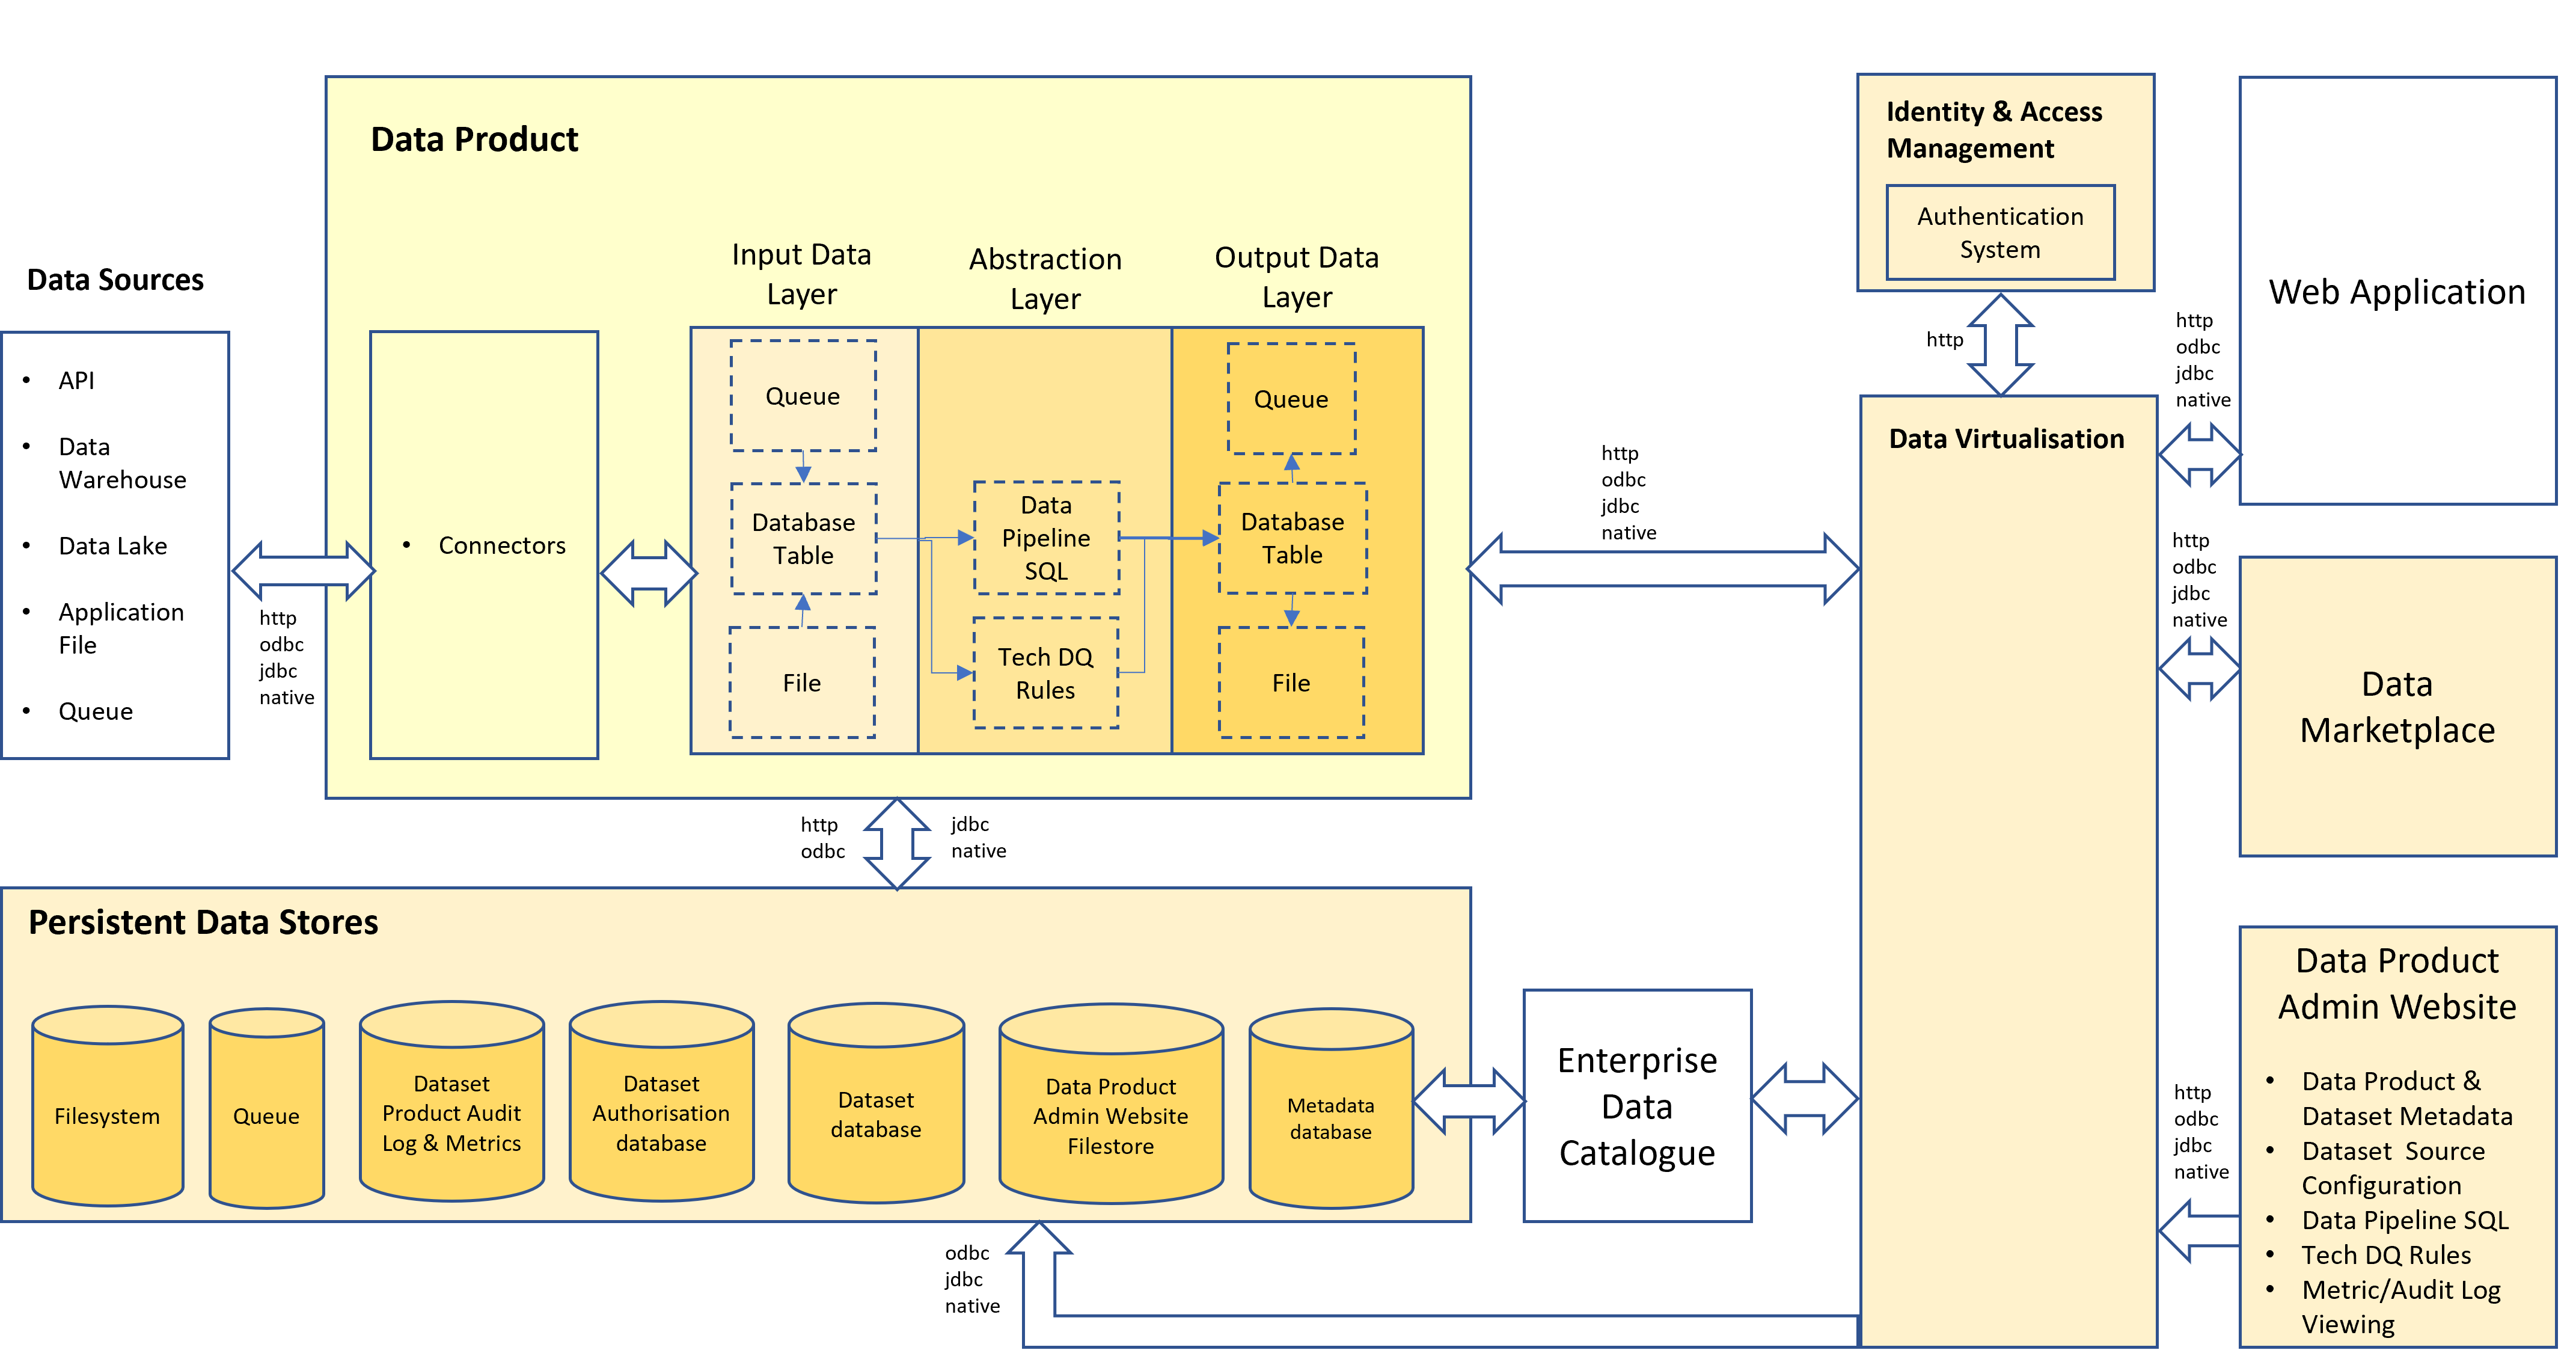 Data Sources
• API
• Data
Warehouse
• Data Lake
• Application
File
• Queue
http
odbc
jdbc
native
Data Product
• Connectors
Input Data
Layer
Queue
Database
Table
File
Abstraction
Layer
Data
Pipeline
SQL
Tech DQ
Rules
Output Data
Layer
Queue
Database
Table
File
http
odbc
jdbc
native
http
odbc
jdbc
native
Identity & Access
Management
Authentication
System
http
Data Virtualisation
http
odbc
jdbc
native
Web Application
http
odbc
jdbc
native
Data
Marketplace
Persistent Data Stores
Filesystem
Queue
Dataset
Product Audit
Log & Metrics
Dataset
Authorisation
database
Dataset
database
Data Product
Admin Website
Filestore
Metadata
database
Enterprise
Data
Catalogue
odbc
jdbc
native
http
odbc
jdbc
native
Data Product
Admin Website
• Data Product &
Dataset Metadata
• Dataset Source
Configuration
• Data Pipeline SQL
• Tech DQ Rules
• Metric/Audit Log
Viewing